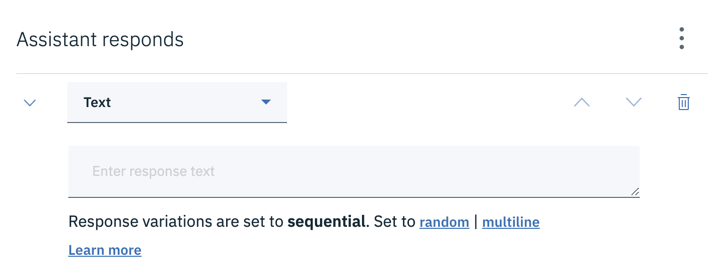 Assistant responds
Text
Enter response text
Response variations are set to sequential. Set to random | multiline
Learn more